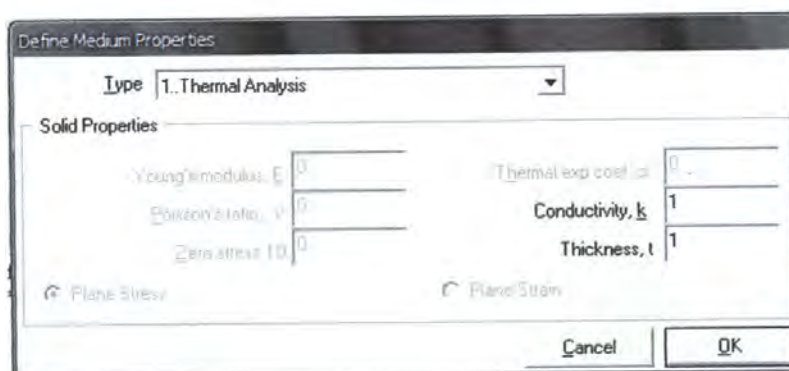 Define Medium Properties
Type 1..Thermal Analysis
Solid Properties
Young's modulus, E 0 Thermal exp coef, α 0
Poisson's ratio, ν 0 Conductivity, k 1
Zero stress T0 0 Thickness, t 1
Plane Stress Plane Strain
Cancel OK